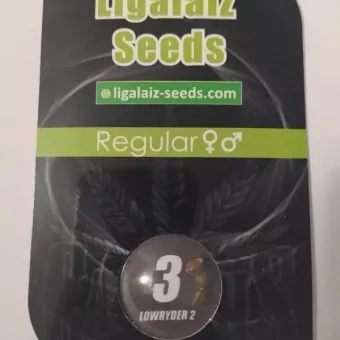 Ligalaiz
Seeds
ligalaiz-seeds.com
Regular♀♂
3
LOWRYDER 2